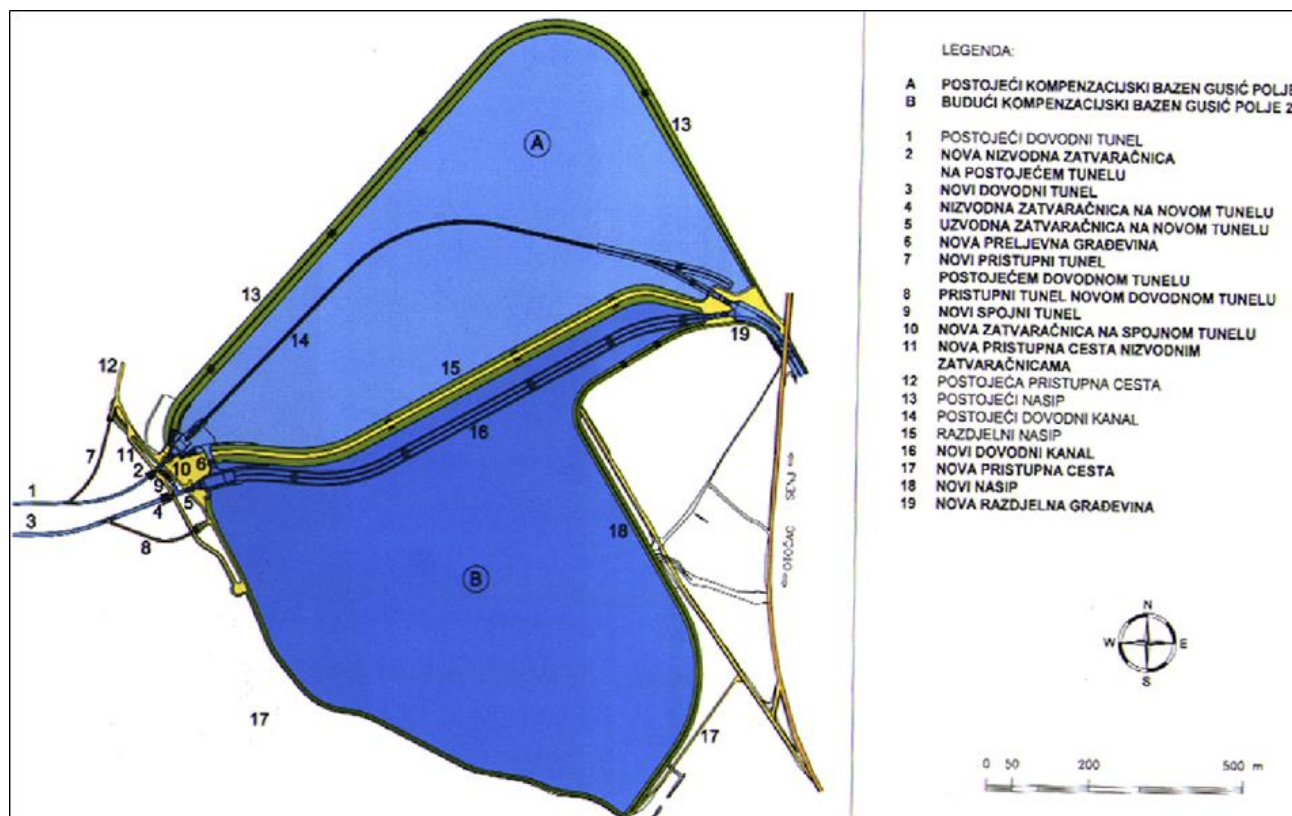 LEGENDA:
A POSTOJEĆI KOMPENZACIJSKI BAZEN GUSIĆ POLJE
B BUDUĆI KOMPENZACIJSKI BAZEN GUSIĆ POLJE 2
1 POSTOJEĆI DOVODNI TUNEL
2 NOVA NIZVODNA ZATVARAČNICA
NA POSTOJEĆEM TUNELU
3 NOVI DOVODNI TUNEL
4 NIZVODNA ZATVARAČNICA NA NOVOM TUNELU
5 UZVODNA ZATVARAČNICA NA NOVOM TUNELU
6 NOVA PRELJEVNA GRAĐEVINA
7 NOVI PRISTUPNI TUNEL
POSTOJEĆEM DOVODNOM TUNELU
8 PRISTUPNI TUNEL NOVOM DOVODNOM TUNELU
9 NOVI SPOJNI TUNEL
10 NOVA ZATVARAČNICA NA SPOJNOM TUNELU
11 NOVA PRISTUPNA CESTA NIZVODNIM
ZATVARAČNICAMA
12 POSTOJEĆA PRISTUPNA CESTA
13 POSTOJEĆI NASIP
14 POSTOJEĆI DOVODNI KANAL
15 RAZDJELNI NASIP
16 NOVI DOVODNI KANAL
17 NOVA PRISTUPNA CESTA
18 NOVI NASIP
19 NOVA RAZDJELNA GRAĐEVINA
13
A
13
14
12
15
19
16
7
11
10
6
2
9
1
5
4
3
8
18
B
17
17
OTOČAC SENJ
N
W E
S
0 50 200 500 m